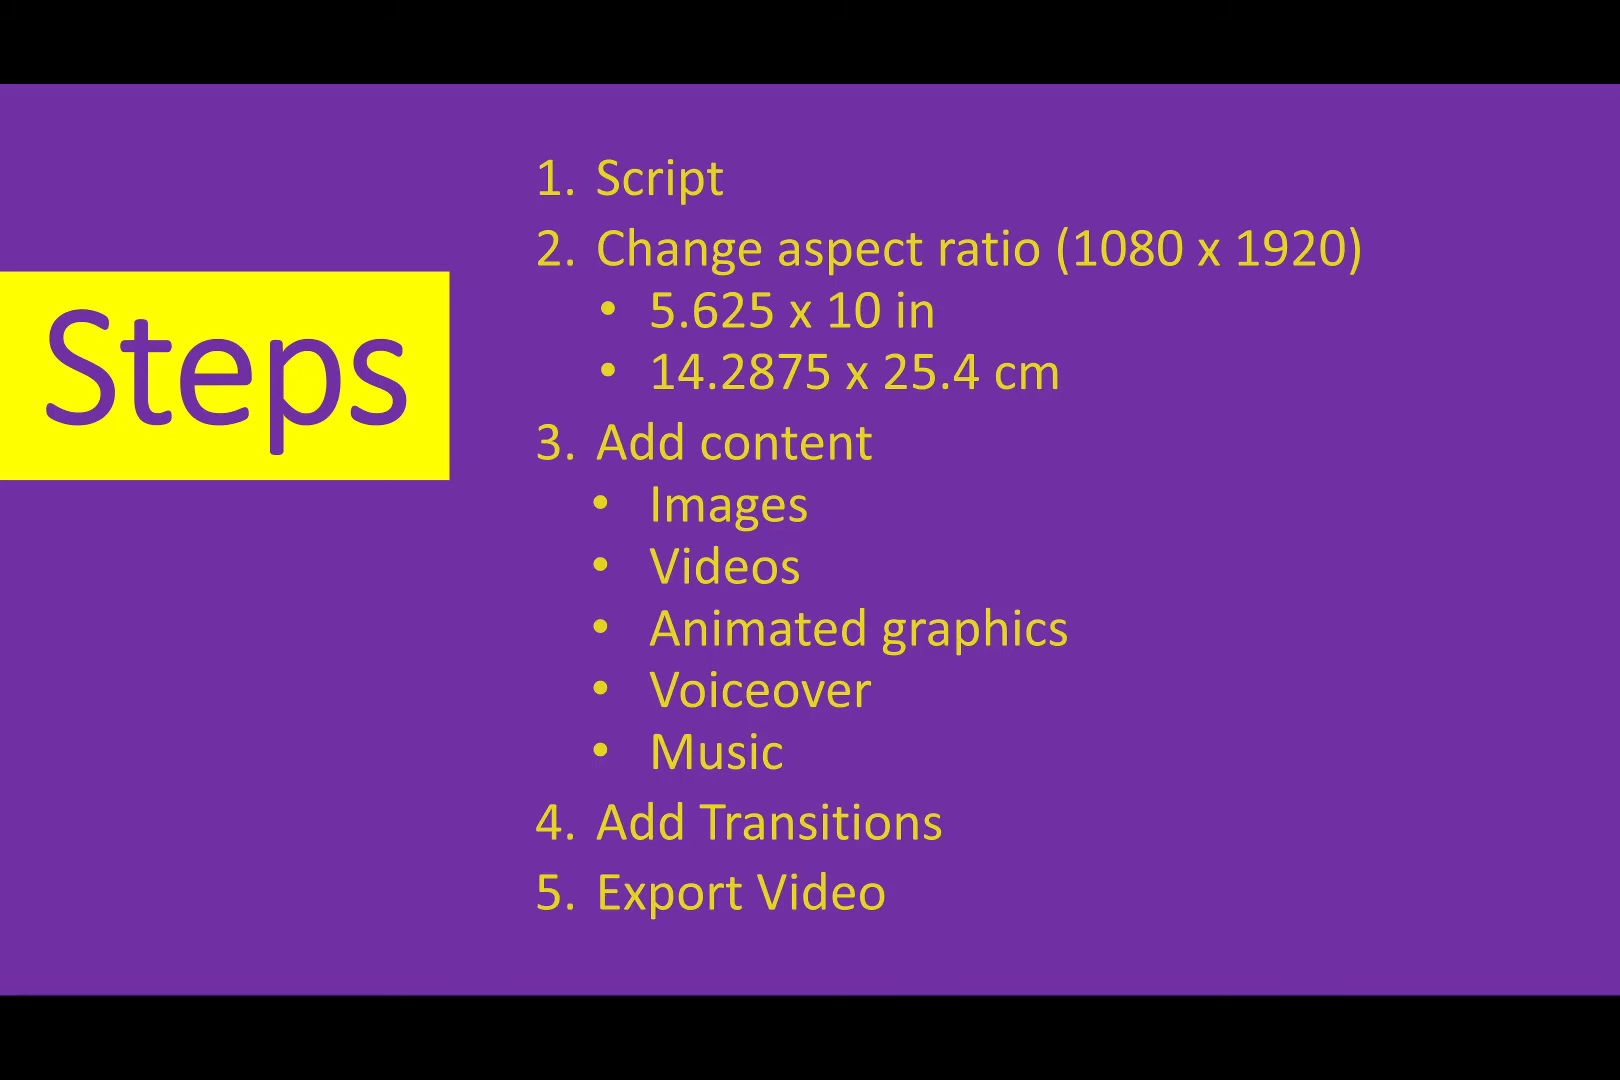 Steps
1. Script
2. Change aspect ratio (1080 x 1920)
• 5.625 x 10 in
• 14.2875 x 25.4 cm
3. Add content
• Images
• Videos
• Animated graphics
• Voiceover
• Music
4. Add Transitions
5. Export Video